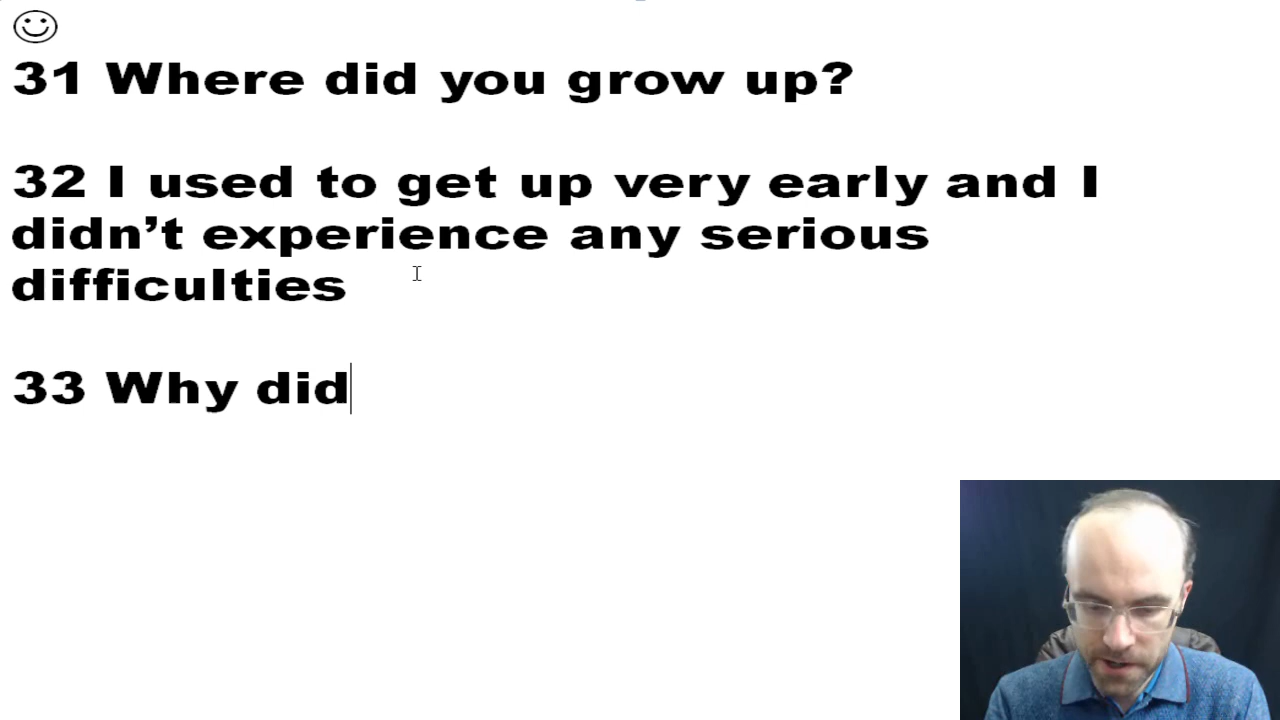 31 Where did you grow up?
32 I used to get up very early and I
didn’t experience any serious
difficulties
33 Why did